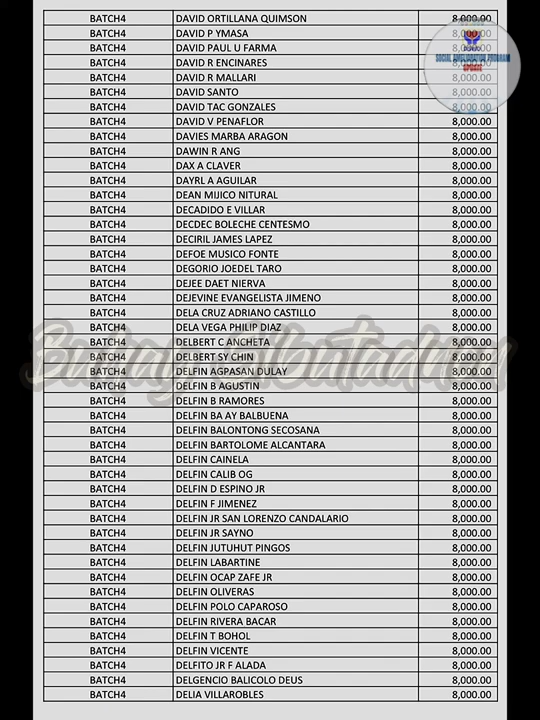 BATCH4 DAVID ORTILLANA QUIMSON 8,000.00
BATCH4 DAVID P YMASA 8,000.00
BATCH4 DAVID PAUL U FARMA 8,000.00
BATCH4 DAVID R ENCINARES 8,000.00
BATCH4 DAVID R MALLARI 8,000.00
BATCH4 DAVID SANTO 8,000.00
BATCH4 DAVID TAC GONZALES 8,000.00
BATCH4 DAVID V PENAFLOR 8,000.00
BATCH4 DAVIES MARBA ARAGON 8,000.00
BATCH4 DAWIN R ANG 8,000.00
BATCH4 DAX A CLAVER 8,000.00
BATCH4 DAYRL A AGUILAR 8,000.00
BATCH4 DEAN MIJICO NITURAL 8,000.00
BATCH4 DECADIDO E VILLAR 8,000.00
BATCH4 DECDEC BOLECHE CENTESMO 8,000.00
BATCH4 DECIRIL JAMES LAPEZ 8,000.00
BATCH4 DEFOE MUSICO FONTE 8,000.00
BATCH4 DEGORIO JOEDEL TARO 8,000.00
BATCH4 DEJEE DAET NIERVA 8,000.00
BATCH4 DEJEVINE EVANGELISTA JIMENO 8,000.00
BATCH4 DELA CRUZ ADRIANO CASTILLO 8,000.00
BATCH4 DELA VEGA PHILIP DIAZ 8,000.00
BATCH4 DELBERT C ANCHETA 8,000.00
BATCH4 DELBERT SY CHIN 8,000.00
BATCH4 DELFIN AGPASAN DULAY 8,000.00
BATCH4 DELFIN B AGUSTIN 8,000.00
BATCH4 DELFIN B RAMORES 8,000.00
BATCH4 DELFIN BA AY BALBUENA 8,000.00
BATCH4 DELFIN BALONTONG SECOSANA 8,000.00
BATCH4 DELFIN BARTOLOME ALCANTARA 8,000.00
BATCH4 DELFIN CAINELA 8,000.00
BATCH4 DELFIN CALIB OG 8,000.00
BATCH4 DELFIN D ESPINO JR 8,000.00
BATCH4 DELFIN F JIMENEZ 8,000.00
BATCH4 DELFIN JR SAN LORENZO CANDALARIO 8,000.00
BATCH4 DELFIN JR SAYNO 8,000.00
BATCH4 DELFIN JUTUHUT PINGOS 8,000.00
BATCH4 DELFIN LABARTINE 8,000.00
BATCH4 DELFIN OCAP ZAFE JR 8,000.00
BATCH4 DELFIN OLIVERAS 8,000.00
BATCH4 DELFIN POLO CAPAROSO 8,000.00
BATCH4 DELFIN RIVERA BACAR 8,000.00
BATCH4 DELFIN T BOHOL 8,000.00
BATCH4 DELFIN VICENTE 8,000.00
BATCH4 DELFITO JR F ALADA 8,000.00
BATCH4 DELGENCIO BALICOLO DEUS 8,000.00
BATCH4 DELIA VILLAROBLES 8,000.00
SOCIAL AMELIORATION PROGRAM
UPDATE